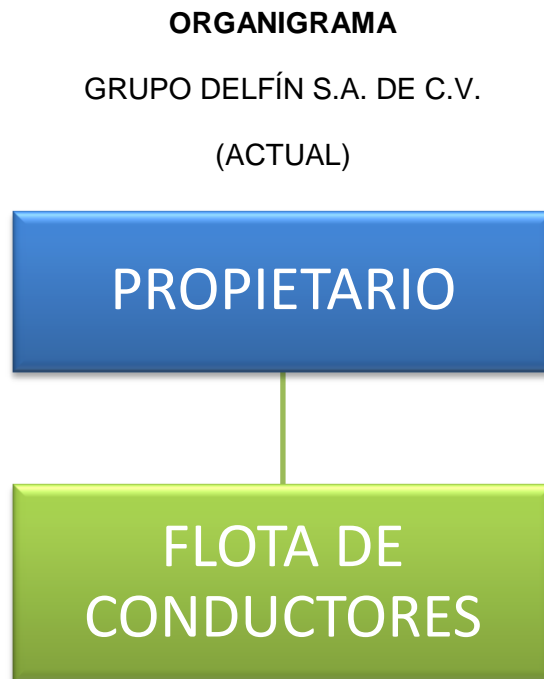 ORGANIGRAMA
GRUPO DELFÍN S.A. DE C.V.
(ACTUAL)
PROPIETARIO
FLOTA DE
CONDUCTORES